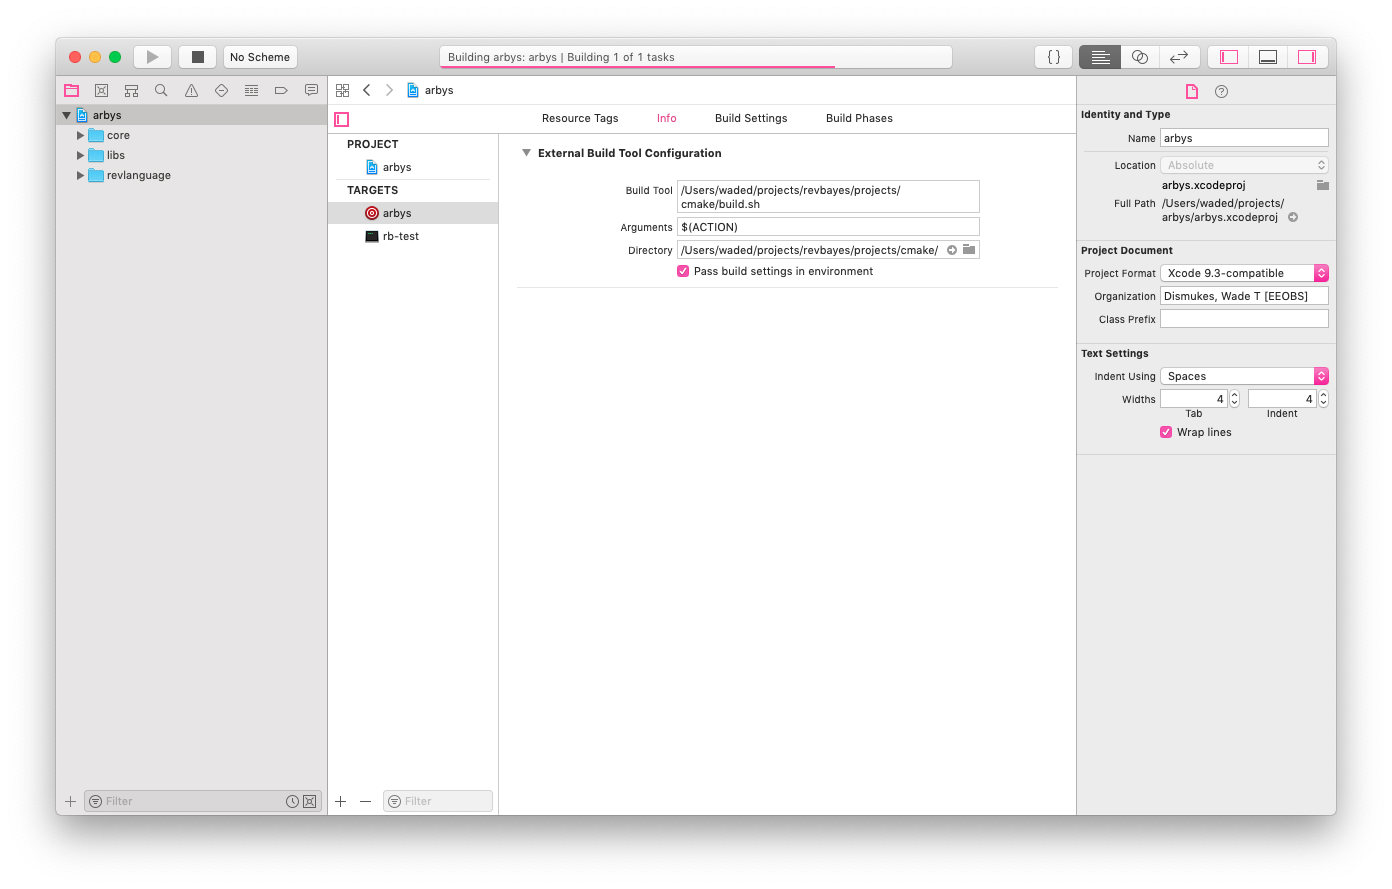 No Scheme
Building arbys: arbys | Building 1 of 1 tasks
{ }
arbys
core
libs
revlanguage
Filter
arbys
Resource Tags Info Build Settings Build Phases
PROJECT
arbys
TARGETS
arbys
rb-test
Filter
External Build Tool Configuration
Build Tool /Users/waded/projects/revbayes/projects/
cmake/build.sh
Arguments $(ACTION)
Directory /Users/waded/projects/revbayes/projects/cmake/
Pass build settings in environment
Identity and Type
Name arbys
Location Absolute
arbys.xcodeproj
Full Path /Users/waded/projects/
arbys/arbys.xcodeproj
Project Document
Project Format Xcode 9.3-compatible
Organization Dismukes, Wade T [EEOBS]
Class Prefix
Text Settings
Indent Using Spaces
Widths 4 4
Tab Indent
Wrap lines